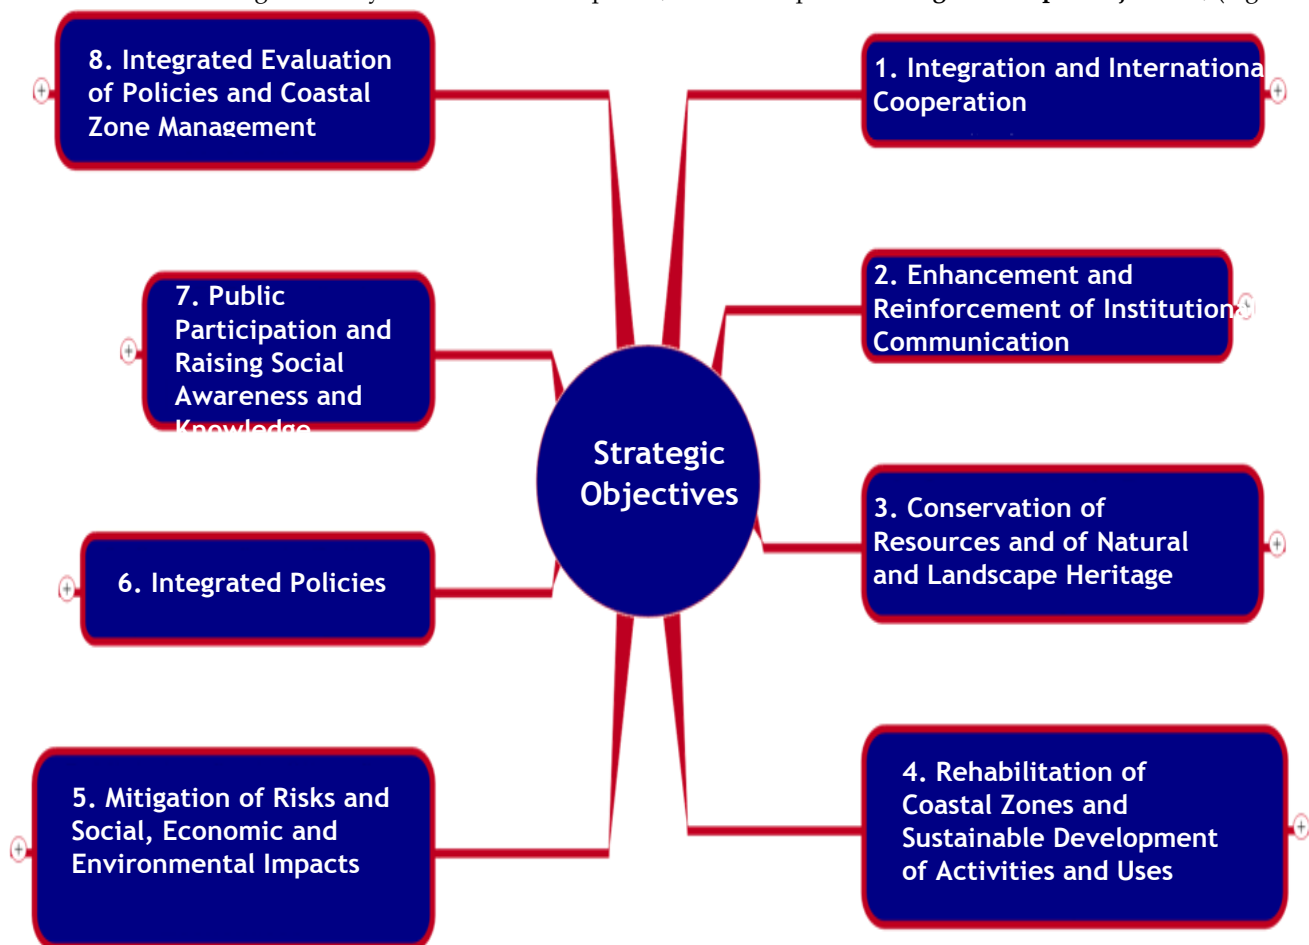 Strategic
Objectives
1. Integration and Internationa
Cooperation
2. Enhancement and
Reinforcement of Institutional
Communication
3. Conservation of
Resources and of Natural
and Landscape Heritage
4. Rehabilitation of
Coastal Zones and
Sustainable Development
of Activities and Uses
5. Mitigation of Risks and
Social, Economic and
Environmental Impacts
6. Integrated Policies
7. Public
Participation and
Raising Social
Awareness and
Knowledge
8. Integrated Evaluation
of Policies and Coastal
Zone Management